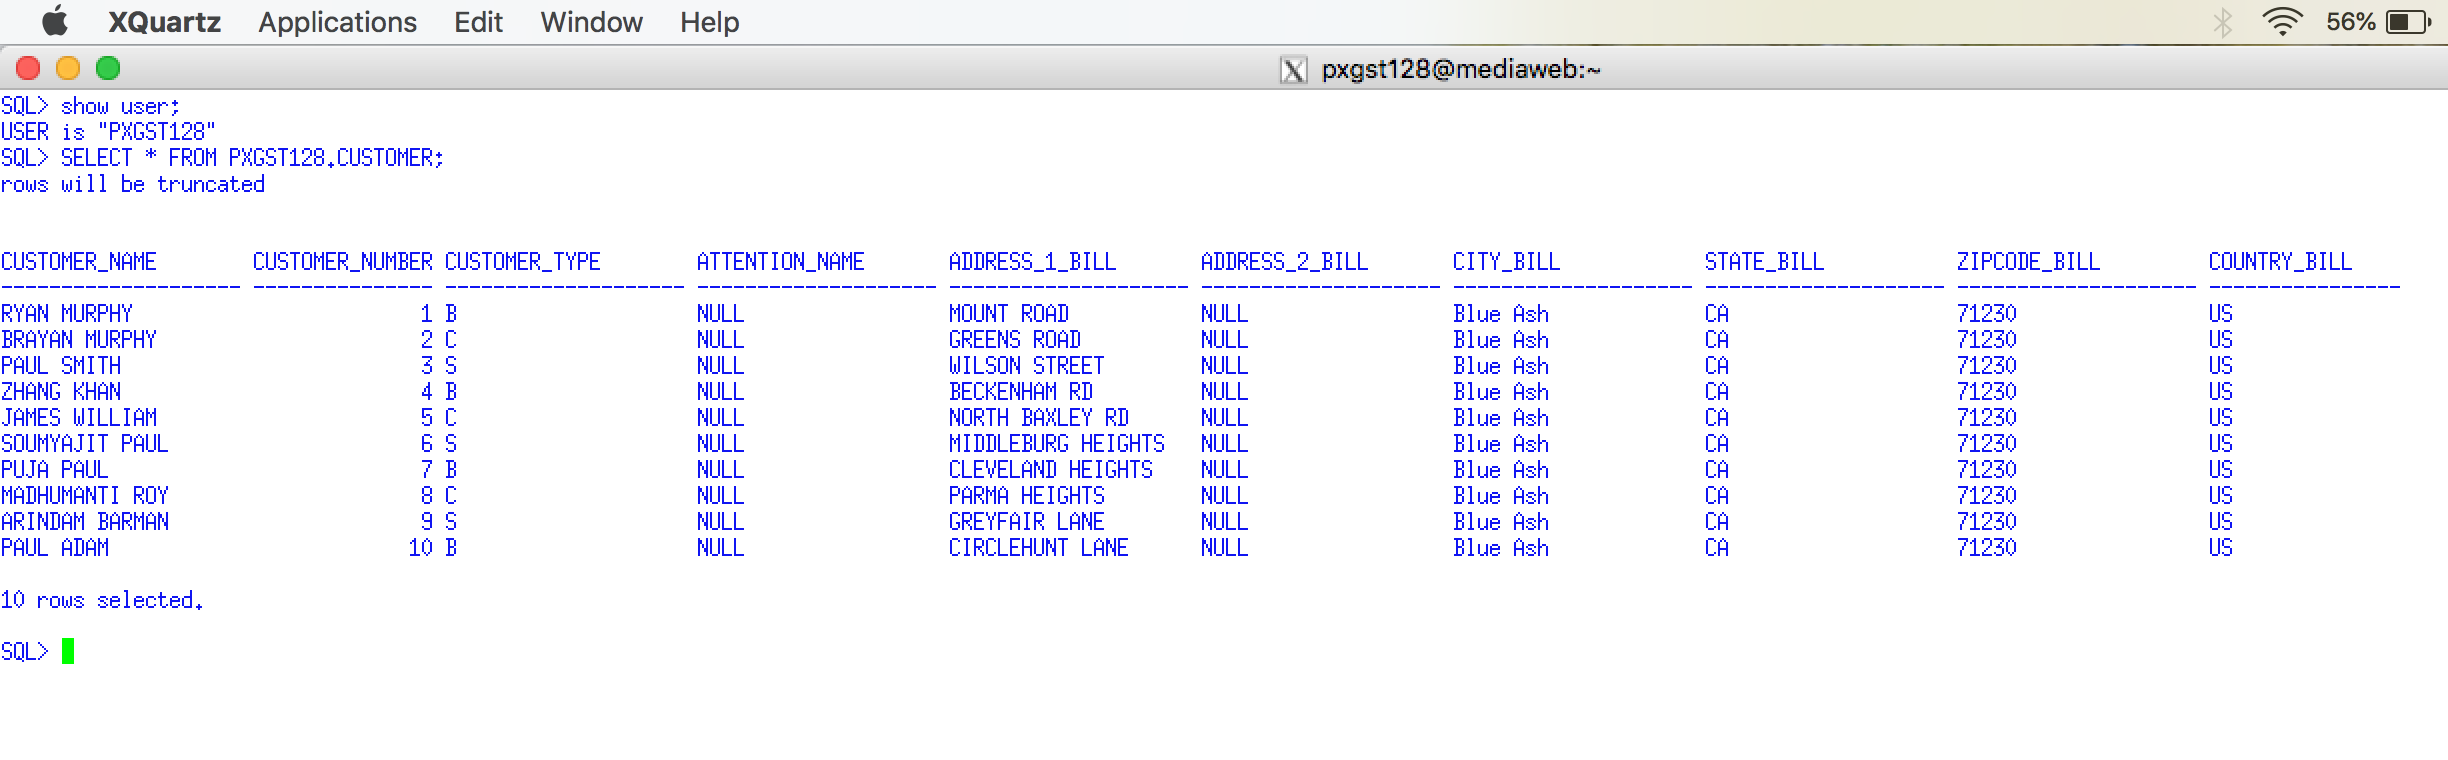 XQuartz Applications Edit Window Help 56%
pxgst128@mediaweb:~
SQL> show user;
USER is "PXGST128"
SQL> SELECT * FROM PXGST128.CUSTOMER;
rows will be truncated
CUSTOMER_NAME CUSTOMER_NUMBER CUSTOMER_TYPE ATTENTION_NAME ADDRESS_1_BILL ADDRESS_2_BILL CITY_BILL STATE_BILL ZIPCODE_BILL COUNTRY_BILL
-------------------- --------------- -------------------- -------------------- -------------------- -------------------- -------------------- -------------------- -------------------- ----------------
RYAN MURPHY 1 B NULL MOUNT ROAD NULL Blue Ash CA 71230 US
BRAYAN MURPHY 2 C NULL GREENS ROAD NULL Blue Ash CA 71230 US
PAUL SMITH 3 S NULL WILSON STREET NULL Blue Ash CA 71230 US
ZHANG KHAN 4 B NULL BECKENHAM RD NULL Blue Ash CA 71230 US
JAMES WILLIAM 5 C NULL NORTH BAXLEY RD NULL Blue Ash CA 71230 US
SOUMYAJIT PAUL 6 S NULL MIDDLEBURG HEIGHTS NULL Blue Ash CA 71230 US
PUJA PAUL 7 B NULL CLEVELAND HEIGHTS NULL Blue Ash CA 71230 US
MADHUMANTI ROY 8 C NULL PARMA HEIGHTS NULL Blue Ash CA 71230 US
ARINDAM BARMAN 9 S NULL GREYFAIR LANE NULL Blue Ash CA 71230 US
PAUL ADAM 10 B NULL CIRCLEHUNT LANE NULL Blue Ash CA 71230 US
10 rows selected.
SQL>